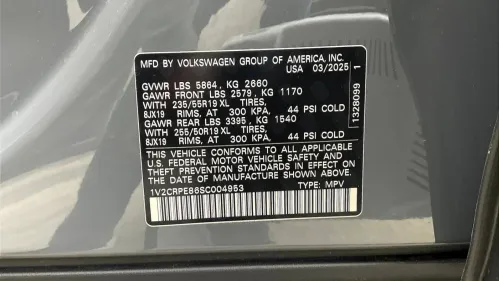 MFD BY VOLKSWAGEN GROUP OF AMERICA, INC.
USA 03/2025 1
GVWR LBS 5864, KG 2660
GAWR FRONT LBS 2579, KG 1170
WITH 235/55R19 XL TIRES,
8JX19 RIMS, AT 300 KPA, 44 PSI COLD
GAWR REAR LBS 3395, KG 1540
WITH 255/50R19 XL TIRES,
8JX19 RIMS, AT 300 KPA, 44 PSI COLD
THIS VEHICLE CONFORMS TO ALL APPLICABLE
U.S. FEDERAL MOTOR VEHICLE SAFETY AND
THEFT PREVENTION STANDARDS IN EFFECT ON
THE DATE OF MANUFACTURE SHOWN ABOVE.
1V2CRPE86SC004953 TYPE: MPV
1328099